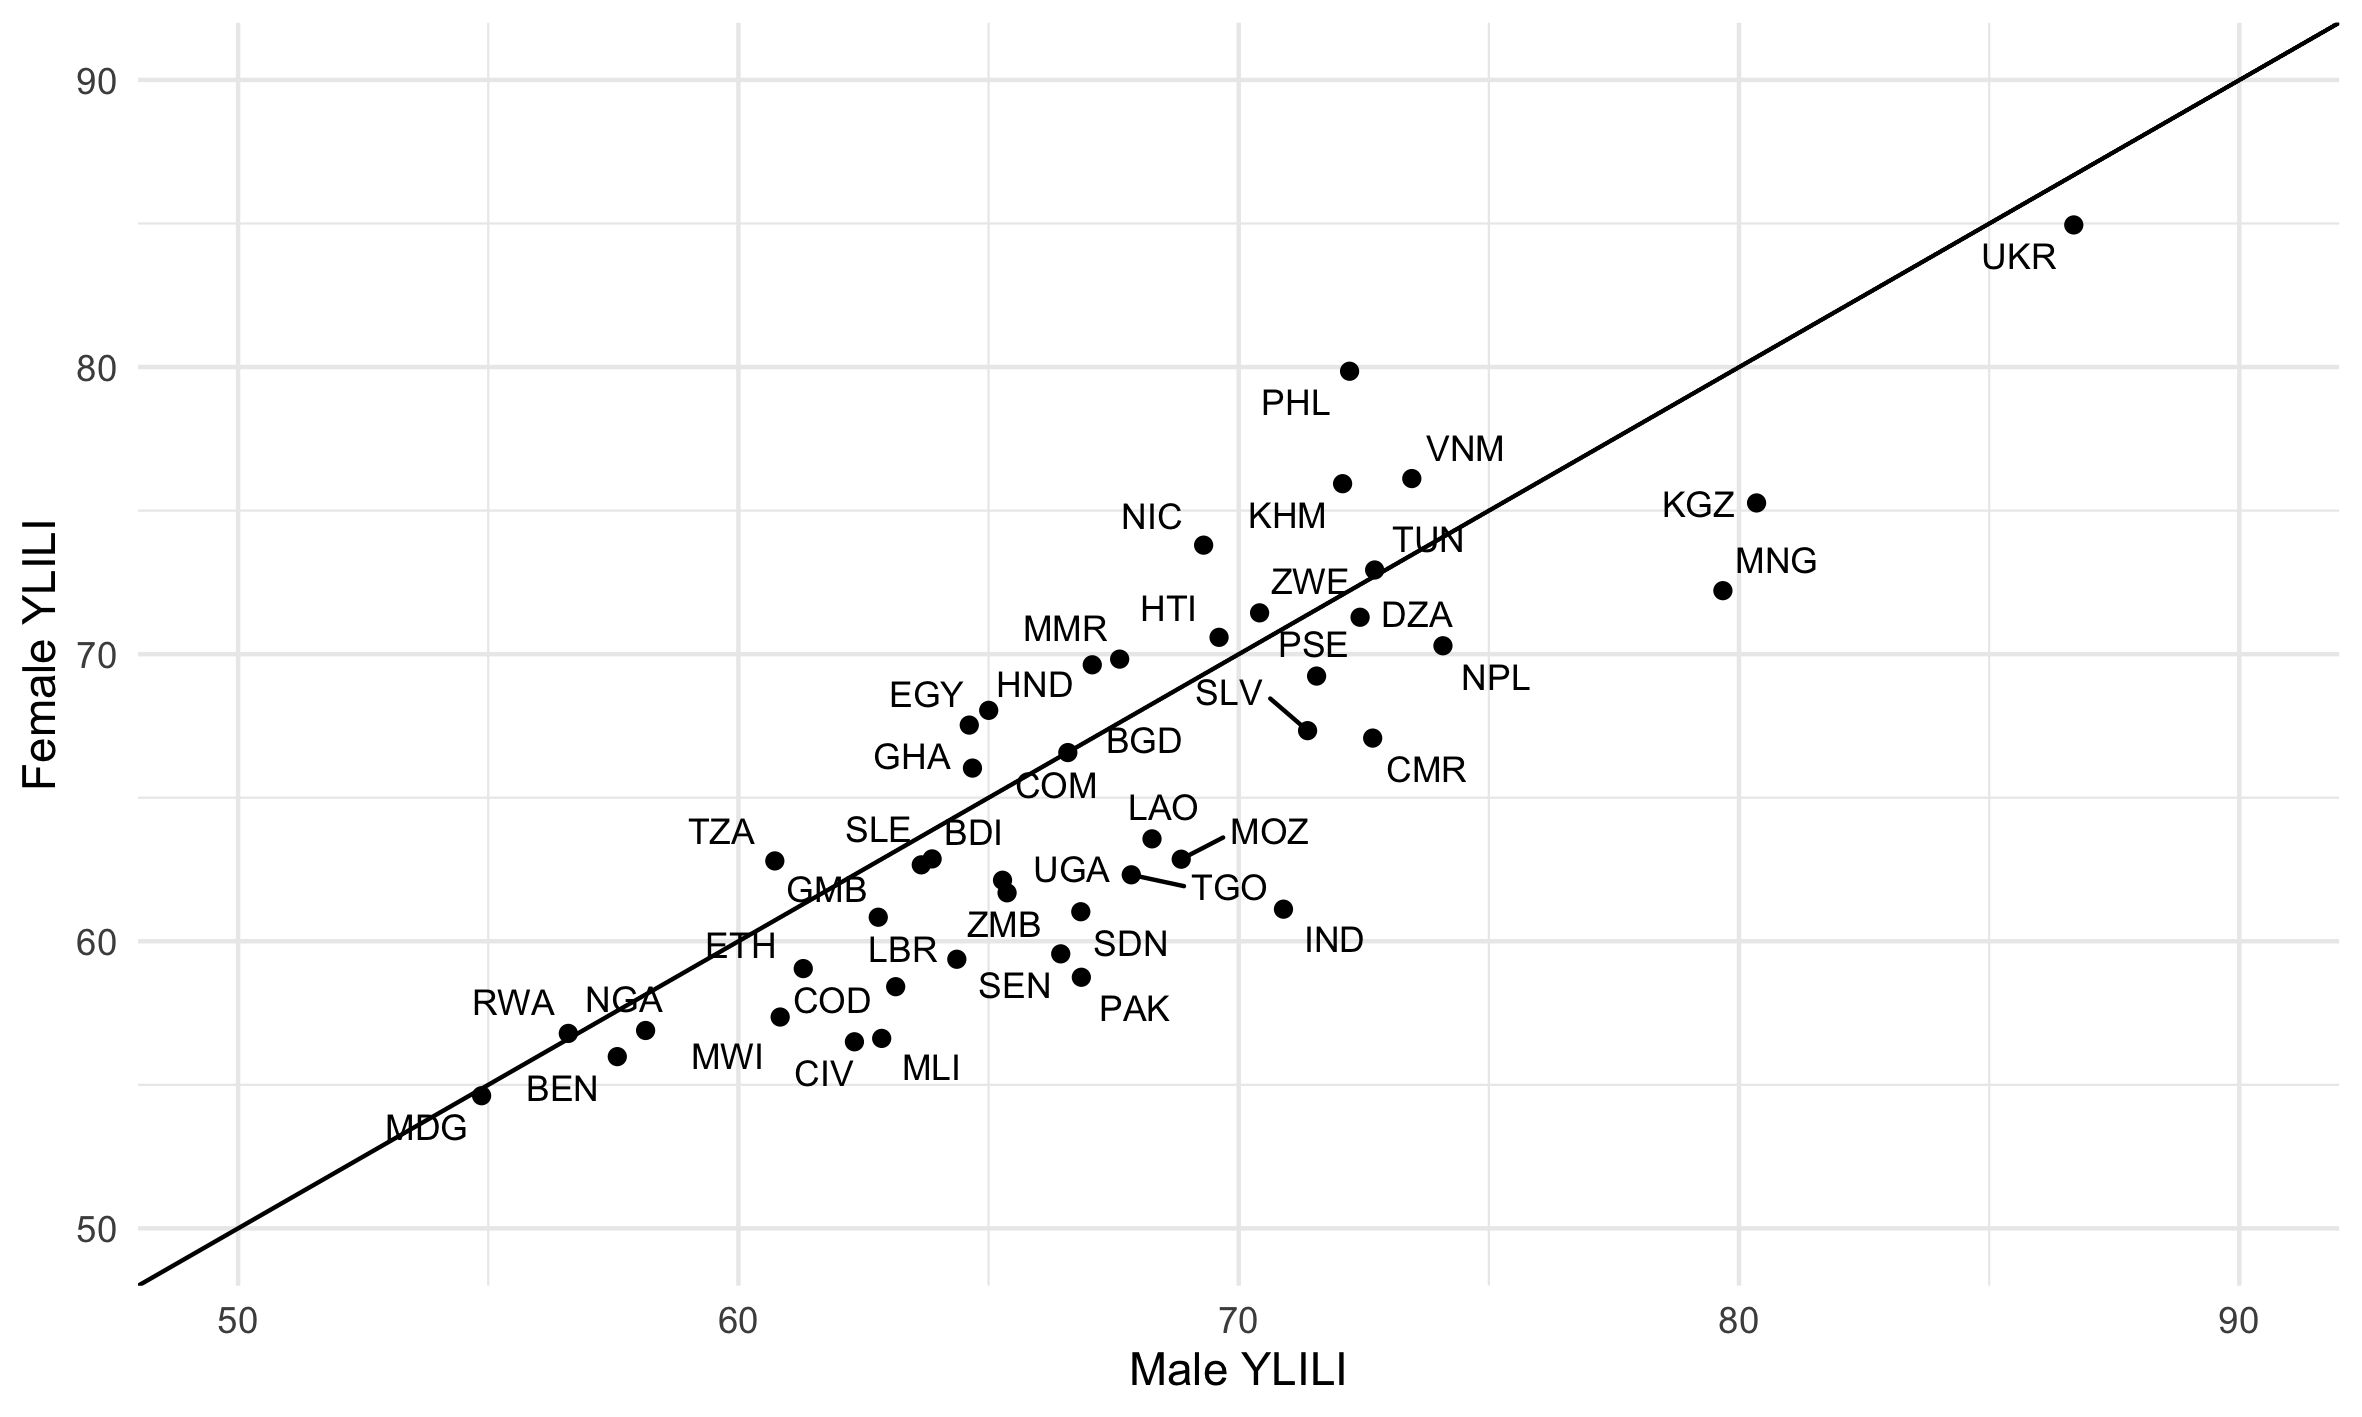 90
80
70
60
50
Female YLILI
UKR
PHL
VNM
KGZ
NIC
KHM
TUN
MNG
ZWE
HTI
DZA
MMR
PSE
NPL
EGY
HND
SLV
GHA
BGD
CMR
COM
LAO
TZA
SLE
BDI
MOZ
GMB
UGA
TGO
ZMB
IND
ETH
LBR
SDN
SEN
RWA
NGA
COD
PAK
MWI
CIV
MLI
BEN
MDG
50
60
70
80
90
Male YLILI